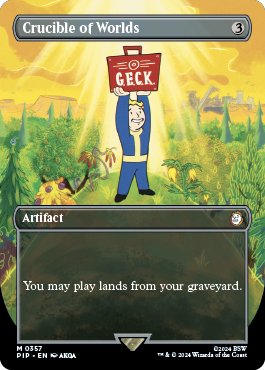 Crucible of Worlds 3
G.E.C.K.
Artifact
You may play lands from your graveyard.
M 0357 ©2024 BSW
PIP • EN AKQA ™ & © 2024 Wizards of the Coast